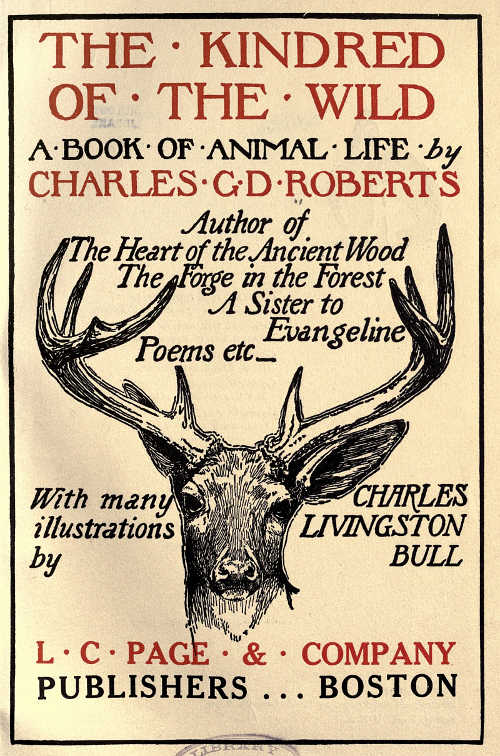 THE · KINDRED
OF · THE · WILD
A · BOOK · OF · ANIMAL · LIFE · by
CHARLES · G · D · ROBERTS
Author of
The Heart of the Ancient Wood
The Forge in the Forest
A Sister to
Evangeline
Poems etc_
With many
illustrations
by
CHARLES
LIVINGSTON
BULL
L · C · PAGE · & · COMPANY
PUBLISHERS ... BOSTON
LIBRARY